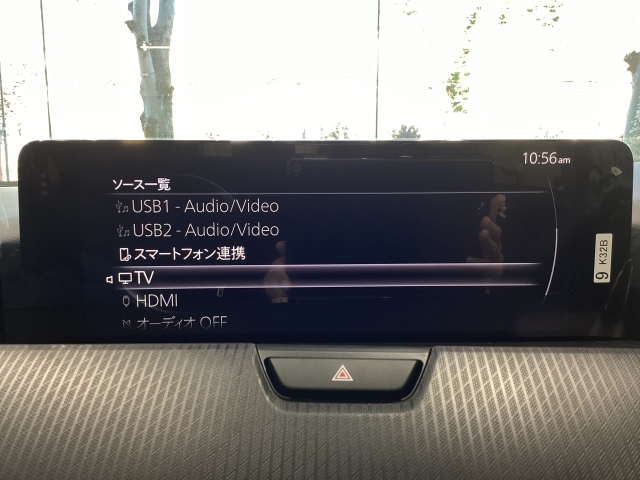 10:56am
ソース一覧
USB1 - Audio/Video
USB2 - Audio/Video
スマートフォン連携
TV
HDMI
オーディオ OFF
9 K32B